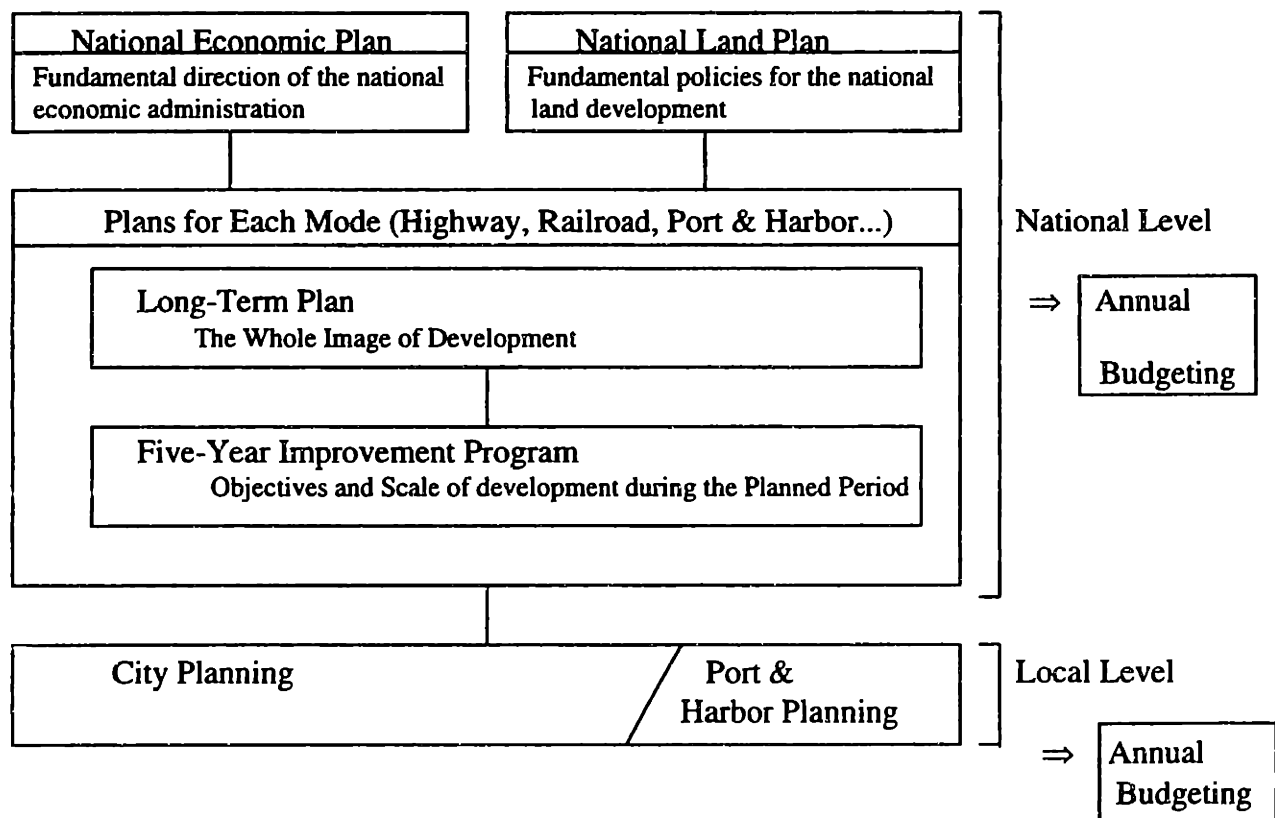 National Economic Plan
Fundamental direction of the national
economic administration
National Land Plan
Fundamental policies for the national
land development
Plans for Each Mode (Highway, Railroad, Port & Harbor...)
Long-Term Plan
The Whole Image of Development
Five-Year Improvement Program
Objectives and Scale of development during the Planned Period
National Level
⇒ Annual
Budgeting
City Planning
Port &
Harbor Planning
Local Level
⇒ Annual
Budgeting